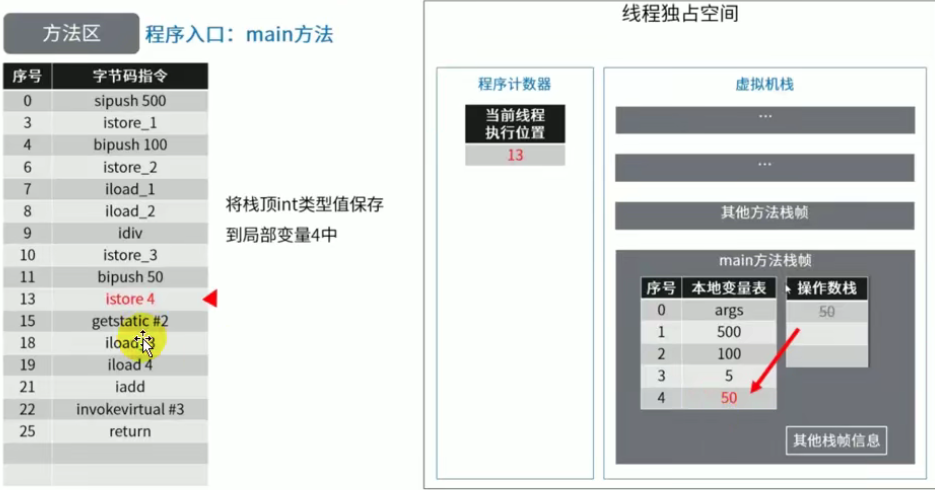 方法区 程序入口：main方法
序号 字节码指令
0 sipush 500
3 istore_1
4 bipush 100
6 istore_2
7 iload_1
8 iload_2
9 idiv
10 istore_3
11 bipush 50
13 istore 4
15 getstatic #2
18
19 iload 4
21 iadd
22 invokevirtual #3
25 return
将栈顶int类型值保存
到局部变量4中
线程独占空间
程序计数器
当前线程
执行位置
13
虚拟机栈
...
...
其他方法栈帧
main方法栈帧
序号 本地变量表
0 args
1 500
2 100
3 5
4 50
操作数栈
50
其他栈帧信息